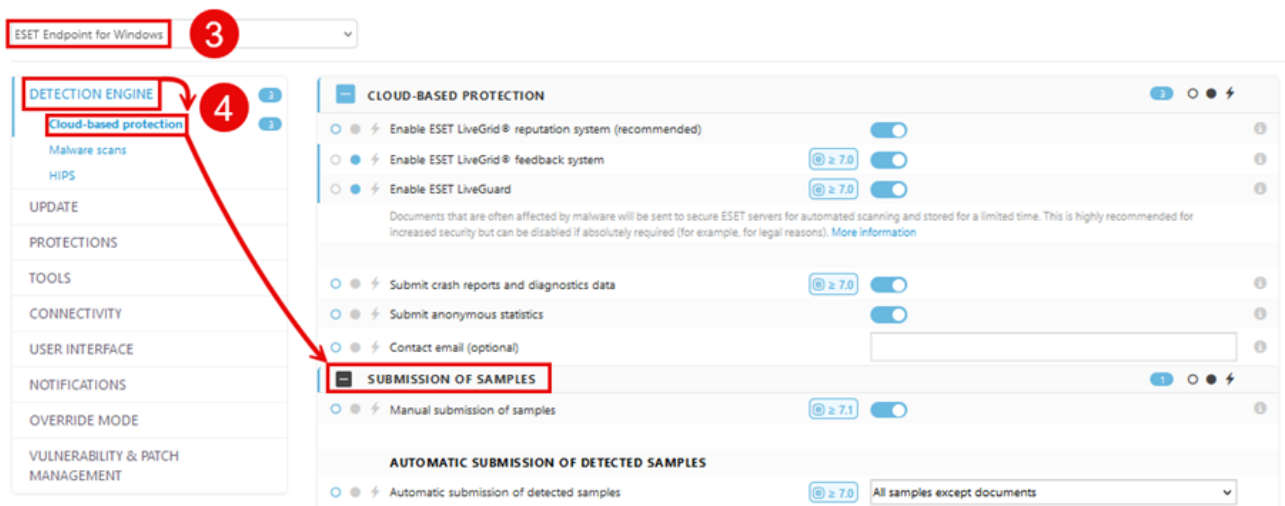 ESET Endpoint for Windows
3
DETECTION ENGINE 3
4
Cloud-based protection 3
Malware scans
HIPS
UPDATE
PROTECTIONS
TOOLS
CONNECTIVITY
USER INTERFACE
NOTIFICATIONS
OVERRIDE MODE
VULNERABILITY & PATCH
MANAGEMENT
CLOUD-BASED PROTECTION 3
Enable ESET LiveGrid® reputation system (recommended)
Enable ESET LiveGrid® feedback system ≥ 7.0
Enable ESET LiveGuard ≥ 7.0
Documents that are often affected by malware will be sent to secure ESET servers for automated scanning and stored for a limited time. This is highly recommended for
increased security but can be disabled if absolutely required (for example, for legal reasons). More information
Submit crash reports and diagnostics data ≥ 7.0
Submit anonymous statistics
Contact email (optional)
SUBMISSION OF SAMPLES 1
Manual submission of samples ≥ 7.1
AUTOMATIC SUBMISSION OF DETECTED SAMPLES
Automatic submission of detected samples ≥ 7.0 All samples except documents